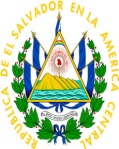 REPUBLICA DE EL SALVADOR EN LA AMERICA CENTRAL